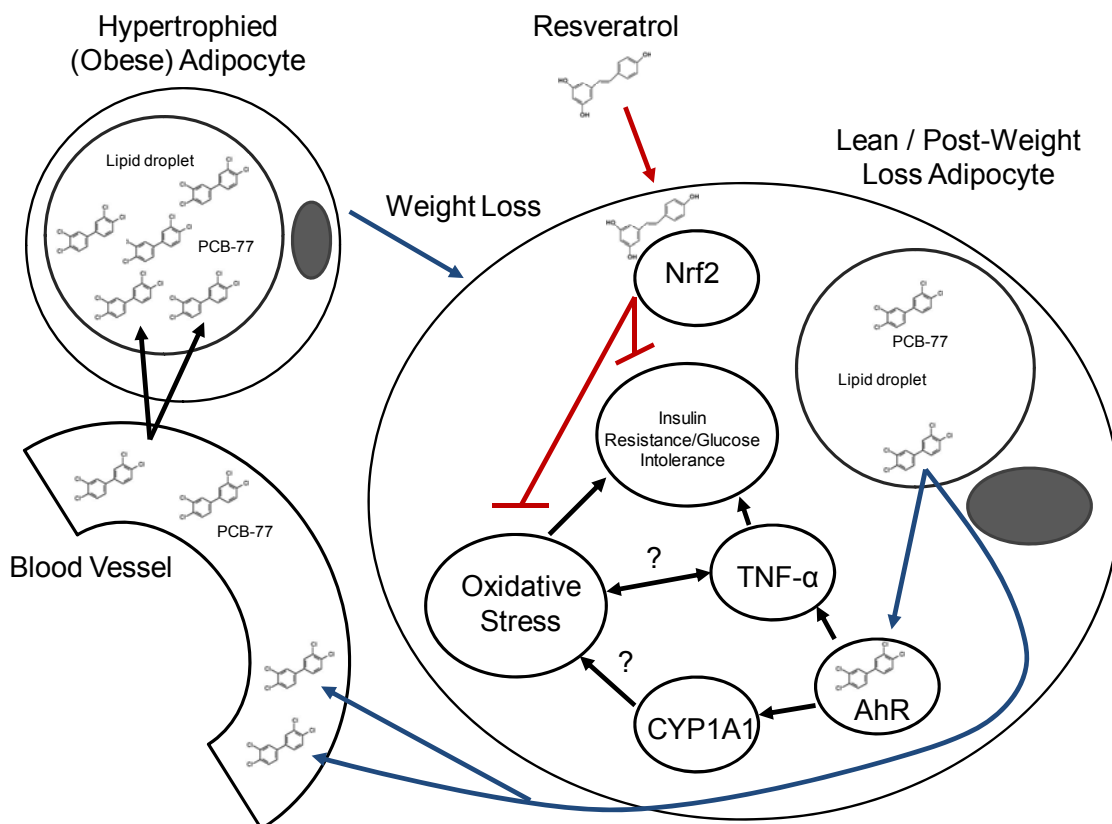 Hypertrophied
(Obese) Adipocyte
Resveratrol
Lean / Post-Weight
Loss Adipocyte
Lipid droplet
PCB-77
Weight Loss
Nrf2
PCB-77
Lipid droplet
Insulin
Resistance/Glucose
Intolerance
PCB-77
Blood Vessel
Oxidative
Stress
?
TNF-α
?
CYP1A1
AhR